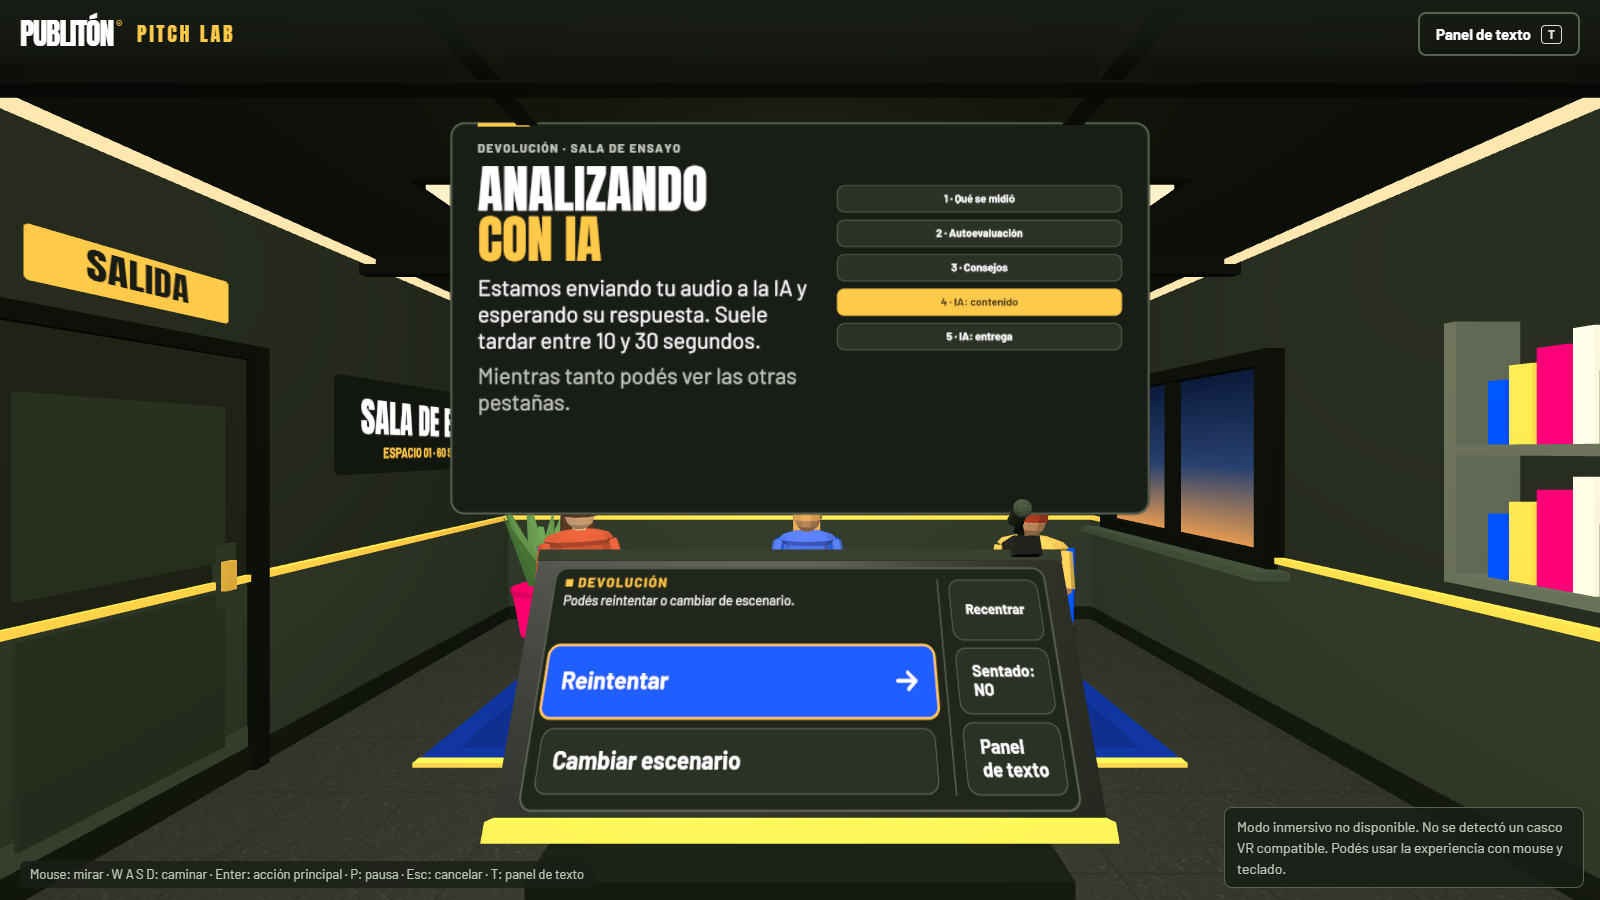 PUBLITÓN PITCH LAB
Panel de texto T
DEVOLUCIÓN · SALA DE ENSAYO
ANALIZANDO
CON IA
Estamos enviando tu audio a la IA y
esperando su respuesta. Suele
tardar entre 10 y 30 segundos.
Mientras tanto podés ver las otras
pestañas.
1 · Qué se midió
2 · Autoevaluación
3 · Consejos
4 · IA: contenido
5 · IA: entrega
SALIDA
SALA DE
ESPACIO 01 · 60
DEVOLUCIÓN
Podés reintentar o cambiar de escenario.
Reintentar →
Cambiar escenario
Recentrar
Sentado:
NO
Panel
de texto
Modo inmersivo no disponible. No se detectó un casco
VR compatible. Podés usar la experiencia con mouse y
teclado.
Mouse: mirar · W A S D: caminar · Enter: acción principal · P: pausa · Esc: cancelar · T: panel de texto